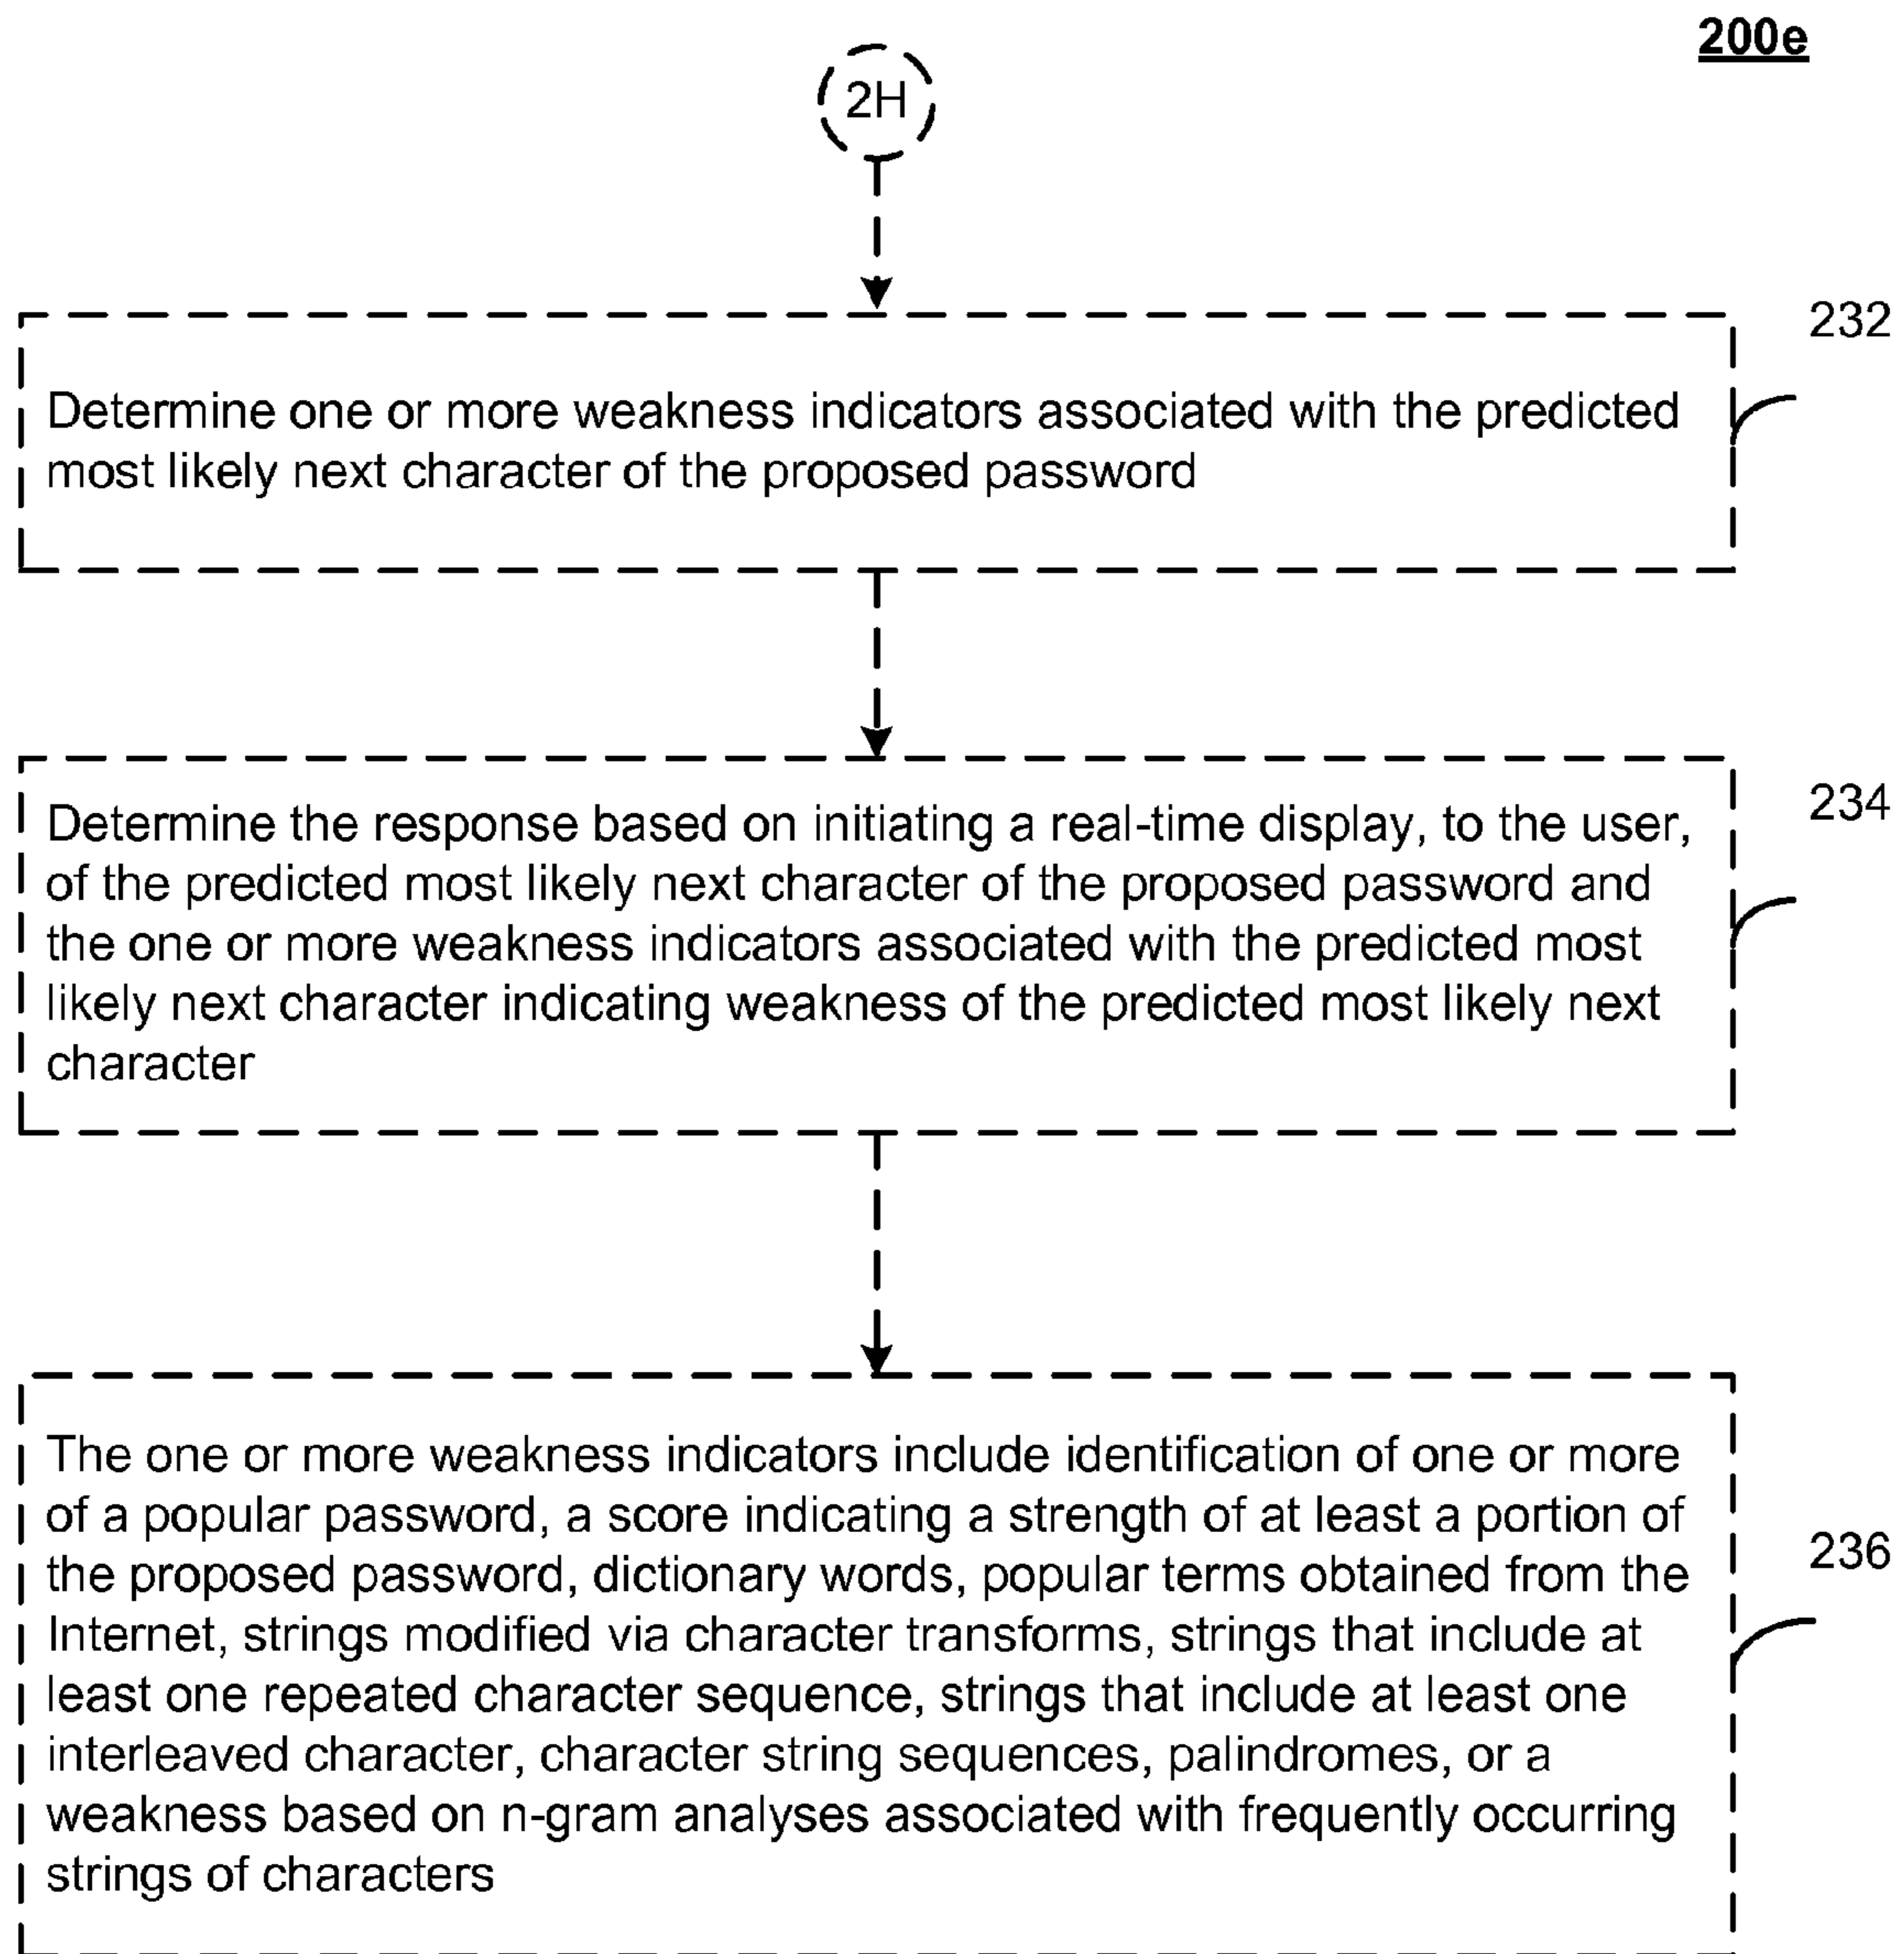 200e
2H
232
Determine one or more weakness indicators associated with the predicted
most likely next character of the proposed password
234
Determine the response based on initiating a real-time display, to the user,
of the predicted most likely next character of the proposed password and
the one or more weakness indicators associated with the predicted most
likely next character indicating weakness of the predicted most likely next
character
The one or more weakness indicators include identification of one or more
of a popular password, a score indicating a strength of at least a portion of
236
the proposed password, dictionary words, popular terms obtained from the
Internet, strings modified via character transforms, strings that include at
least one repeated character sequence, strings that include at least one
interleaved character, character string sequences, palindromes, or a
weakness based on n-gram analyses associated with frequently occurring
strings of characters